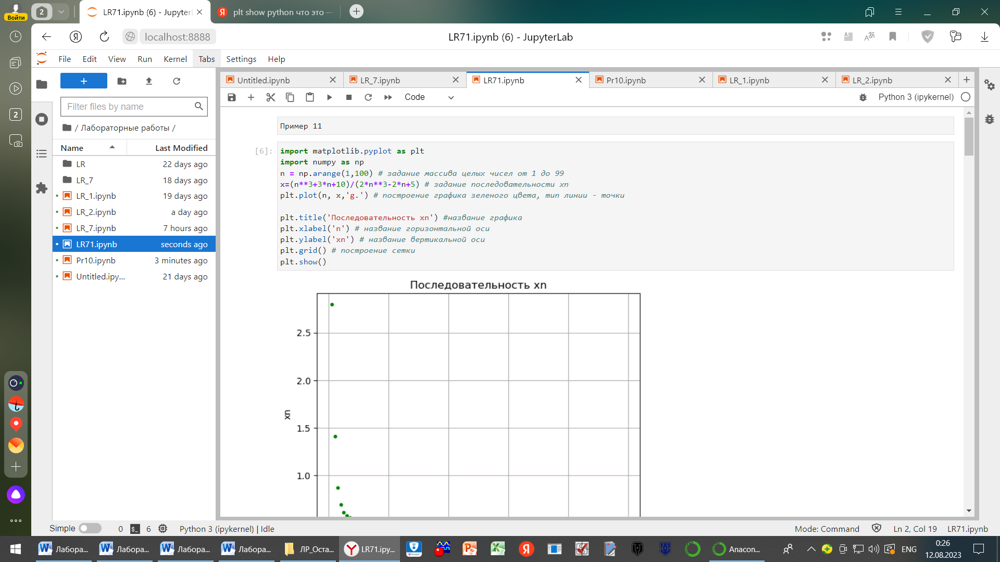 Войти
2
LR71.ipynb (6) - JupyterL
plt show python что это —
localhost:8888
LR71.ipynb (6) - JupyterLab
File Edit View Run Kernel Tabs Settings Help
Untitled.ipynb
LR_7.ipynb
LR71.ipynb
Pr10.ipynb
LR_1.ipynb
LR_2.ipynb
Code
Python 3 (ipykernel)
2
Filter files by name
/ Лабораторные работы /
Name Last Modified
LR 22 days ago
LR_7 18 days ago
LR_1.ipynb 19 days ago
LR_2.ipynb a day ago
LR_7.ipynb 7 hours ago
LR71.ipynb seconds ago
Pr10.ipynb 3 minutes ago
Untitled.ipy... 21 days ago
Пример 11
[6]:
import matplotlib.pyplot as plt
import numpy as np
n = np.arange(1,100) # задание массива целых чисел от 1 до 99
x=(n**3+3*n+10)/(2*n**3-2*n+5) # задание последовательности xn
plt.plot(n, x,'g.') # построение графика зеленого цвета, тип линии - точки
plt.title('Последовательность xn') #название графика
plt.xlabel('n') # название горизонтальной оси
plt.ylabel('xn') # название вертикальной оси
plt.grid() # построение сетки
plt.show()
Последовательность xn
2.5
2.0
xn
1.5
1.0
Simple 0 $_ 6 Python 3 (ipykernel) | Idle
Mode: Command Ln 2, Col 19 LR71.ipynb
Лабора...
Лабора...
Лабора...
Лабора...
ЛР_Оста...
LR71.ipy...
Anacon...
ENG
0:26
12.08.2023